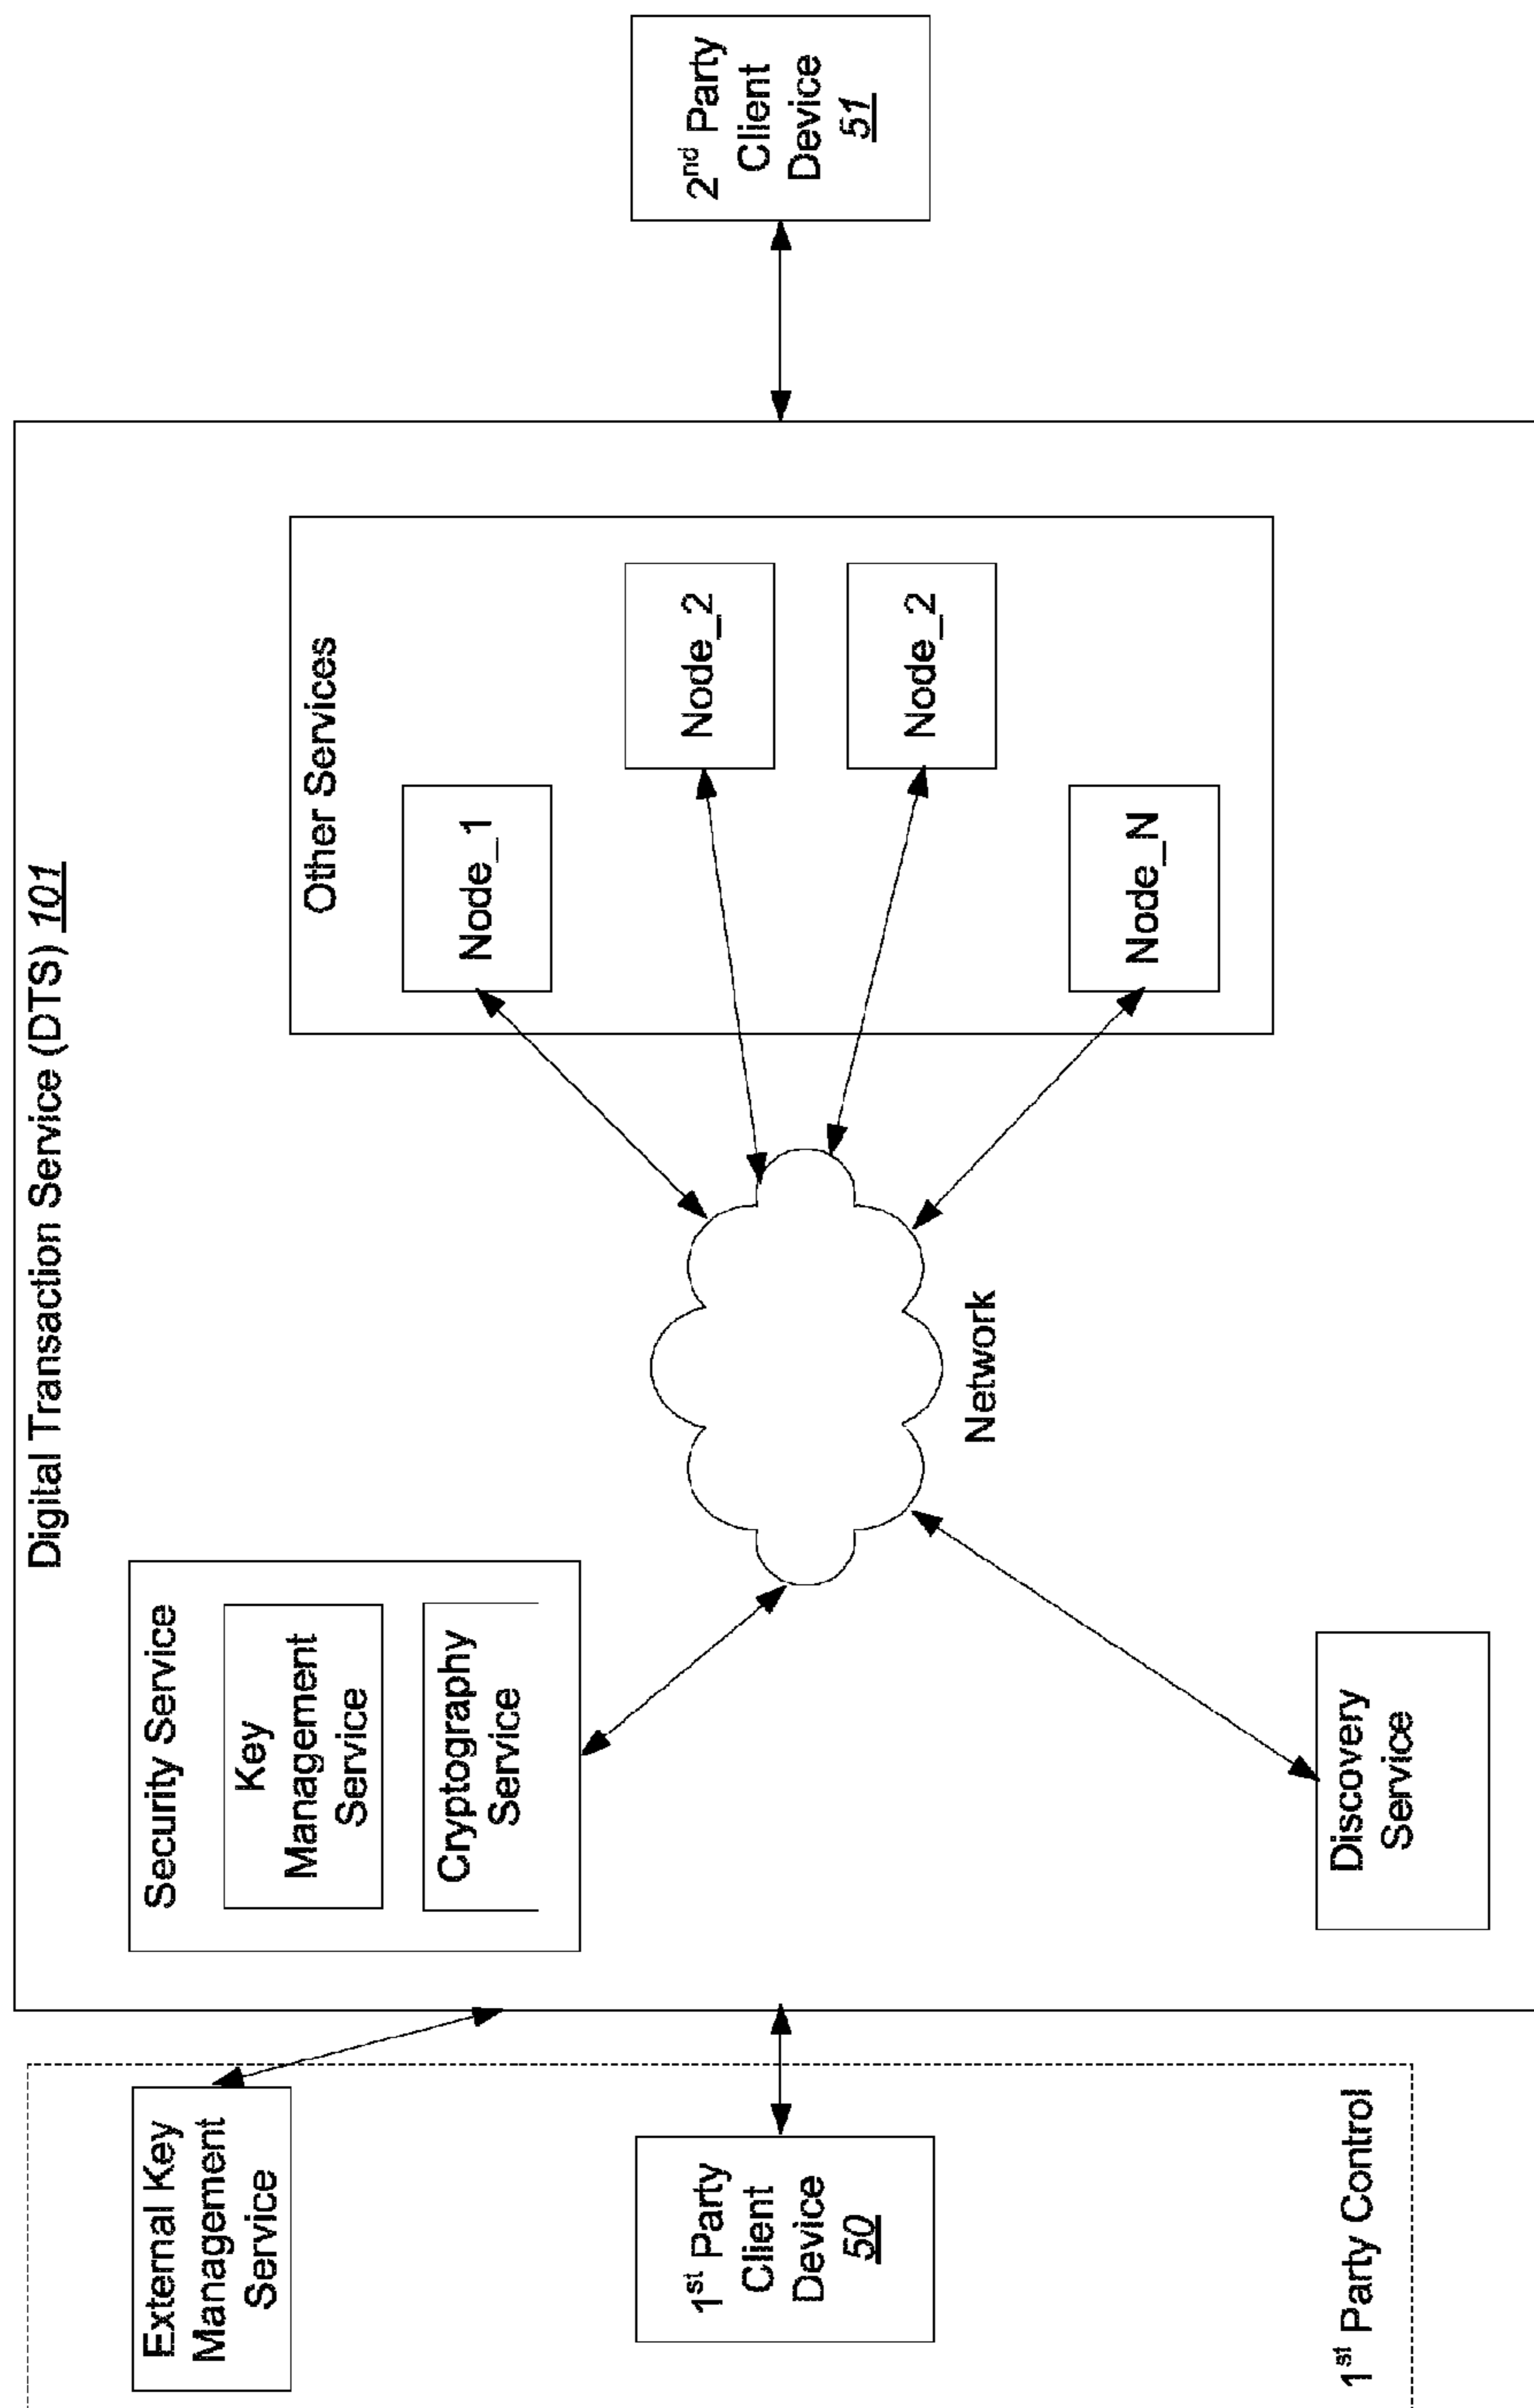 Digital Transaction Service (DTS) 101
External Key
Management
Service
1st Party
Client
Device
50
1st Party Control
Security Service
Key
Management
Service
Cryptography
Service
Discovery
Service
Network
Other Services
Node_1
Node_2
Node_2
Node_N
2nd Party
Client
Device
51